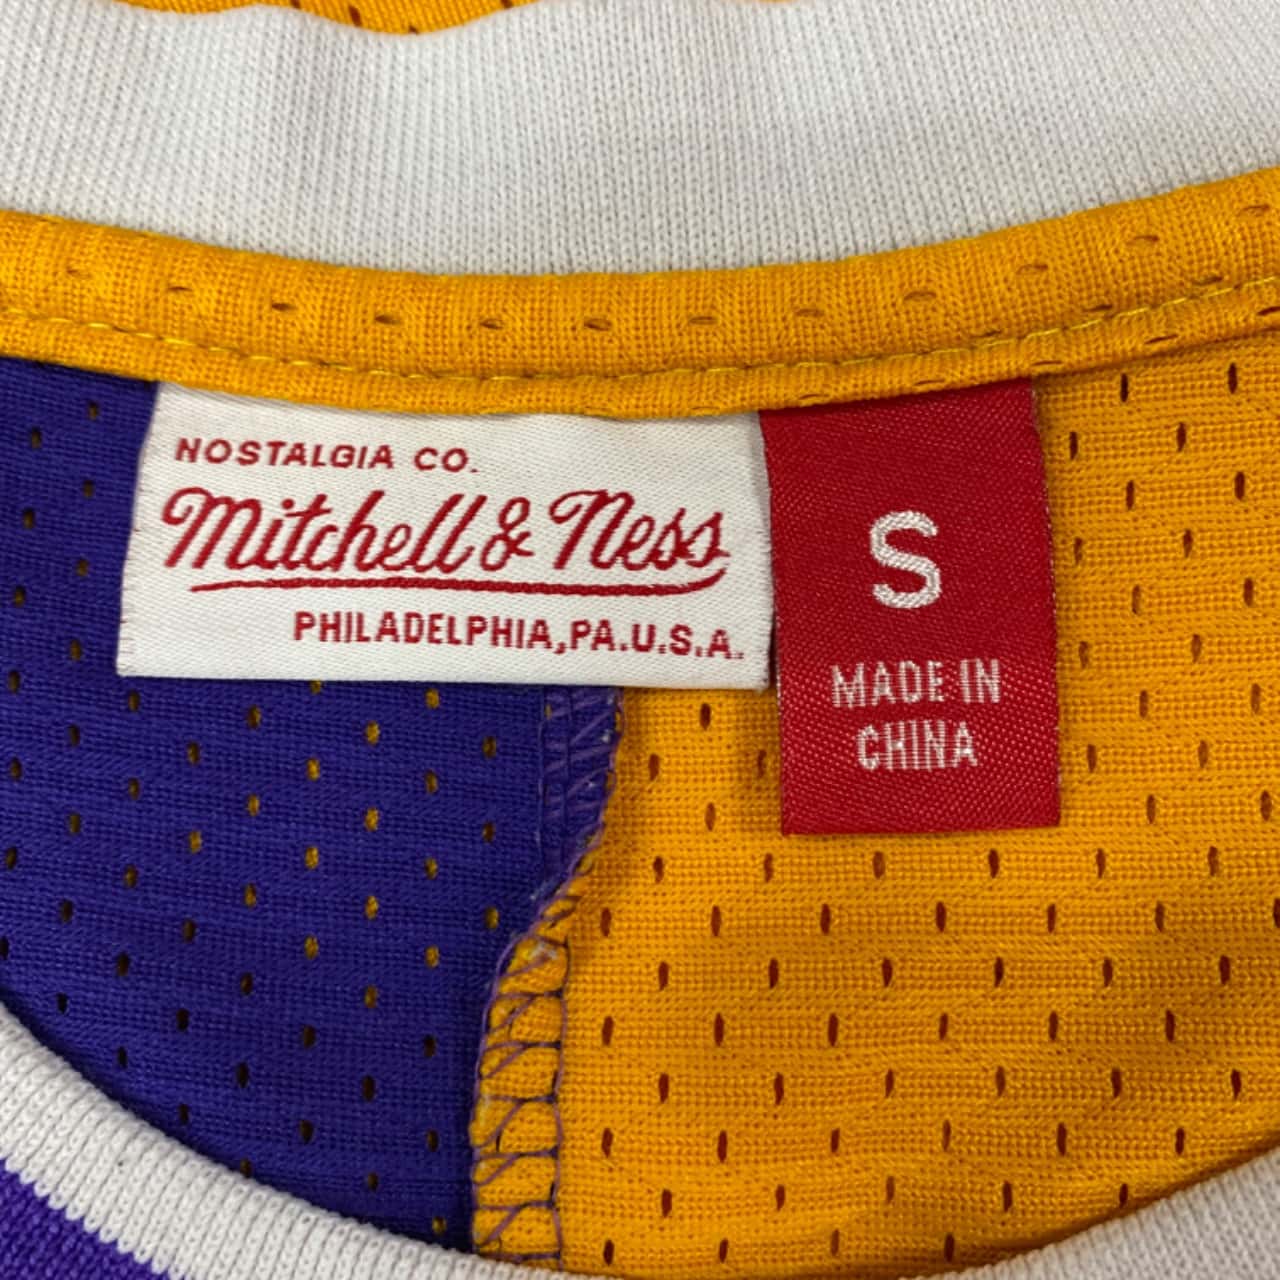 NOSTALGIA CO.
Mitchell & Ness
PHILADELPHIA, PA. U.S.A.
S
MADE IN
CHINA